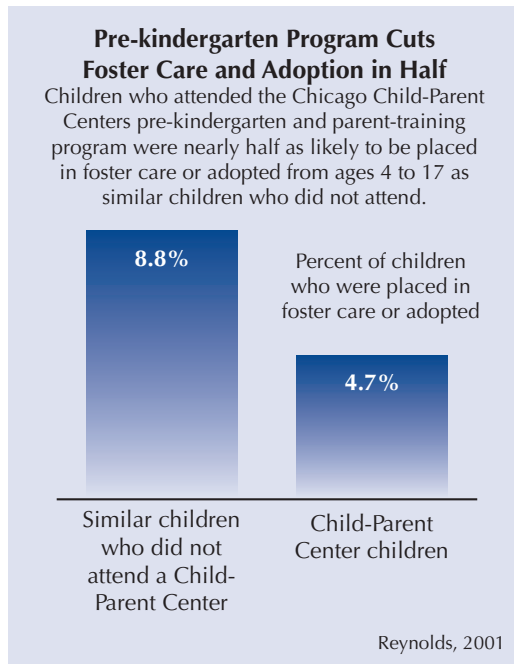 Pre-kindergarten Program Cuts
Foster Care and Adoption in Half
Children who attended the Chicago Child-Parent
Centers pre-kindergarten and parent-training
program were nearly half as likely to be placed
in foster care or adopted from ages 4 to 17 as
similar children who did not attend.
8.8%
Percent of children
who were placed in
foster care or adopted
4.7%
Similar children
who did not
attend a Child-
Parent Center
Child-Parent
Center children
Reynolds, 2001